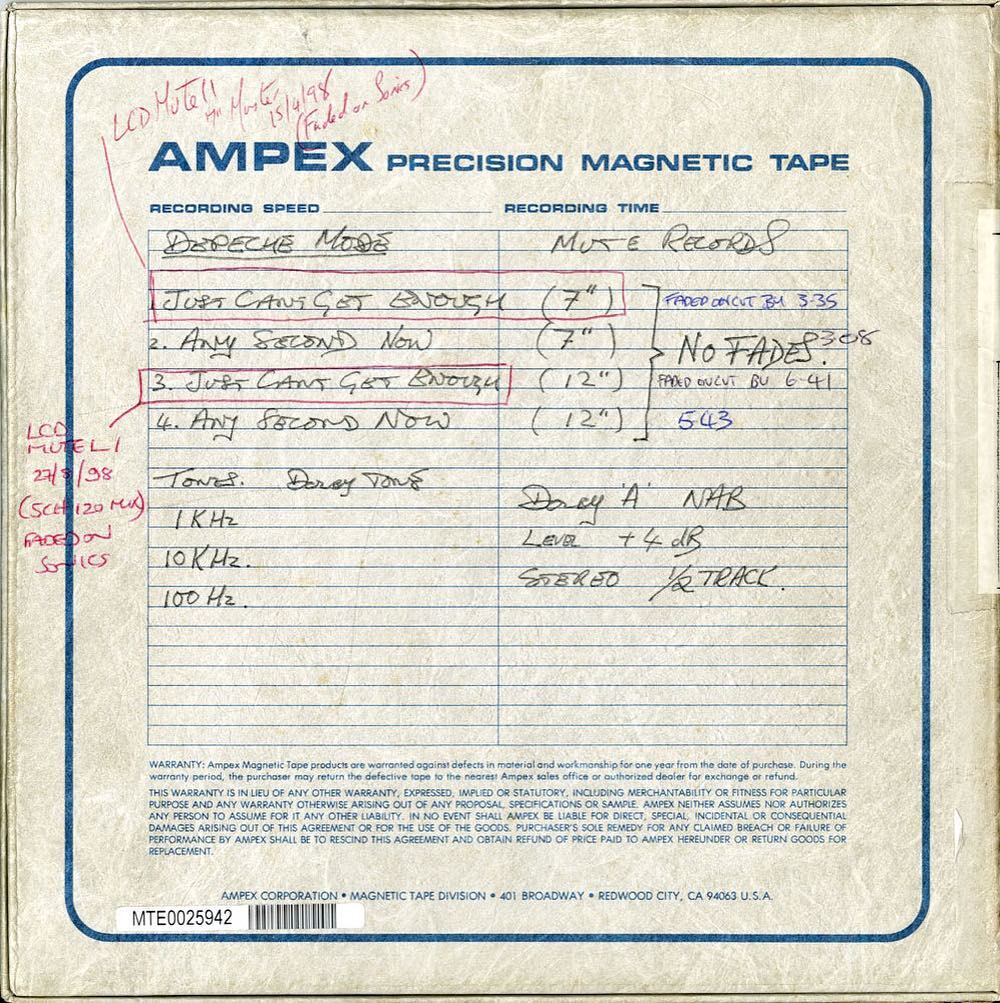 LCD Mute L1
7" Master
15/4/98
(Faded on Sonics)
AMPEX PRECISION MAGNETIC TAPE
RECORDING SPEED RECORDING TIME
DEPECHE MODE MUTE RECORDS
1. JUST CANT GET ENOUGH (7") FADED ON CUT BY 3-35
2. ANY SECOND NOW (7") NO FADES. 3-08
3. JUST CANT GET ENOUGH (12") FADED ON CUT BY 6-41
4. ANY SECOND NOW (12") 5-43
LCD
MUTEL1
27/5/98
(SCH 120 MIX)
FADED ON
SONICS
TONES. DOLBY TONE
1 KHz
10 KHz.
100 Hz.
DOLBY 'A' NAB
LEVEL +4 dB
STEREO 1/2 TRACK.
WARRANTY: Ampex Magnetic Tape products are warranted against defects in material and workmanship for one year from the date of purchase. During the
warranty period, the purchaser may return the defective tape to the nearest Ampex sales office or authorized dealer for exchange or refund.
THIS WARRANTY IS IN LIEU OF ANY OTHER WARRANTY, EXPRESSED, IMPLIED OR STATUTORY, INCLUDING MERCHANTABILITY OR FITNESS FOR PARTICULAR
PURPOSE AND ANY WARRANTY OTHERWISE ARISING OUT OF ANY PROPOSAL, SPECIFICATIONS OR SAMPLE. AMPEX NEITHER ASSUMES NOR AUTHORIZES
ANY PERSON TO ASSUME FOR IT ANY OTHER LIABILITY. IN NO EVENT SHALL AMPEX BE LIABLE FOR DIRECT, SPECIAL, INCIDENTAL OR CONSEQUENTIAL
DAMAGES ARISING OUT OF THIS AGREEMENT OR FOR THE USE OF THE GOODS. PURCHASER'S SOLE REMEDY FOR ANY CLAIMED BREACH OR FAILURE OF
PERFORMANCE BY AMPEX SHALL BE TO RESCIND THIS AGREEMENT AND OBTAIN REFUND OF PRICE PAID TO AMPEX HEREUNDER OR RETURN GOODS FOR
REPLACEMENT.
AMPEX CORPORATION • MAGNETIC TAPE DIVISION • 401 BROADWAY • REDWOOD CITY, CA 94063 U.S.A.
MTE0025942